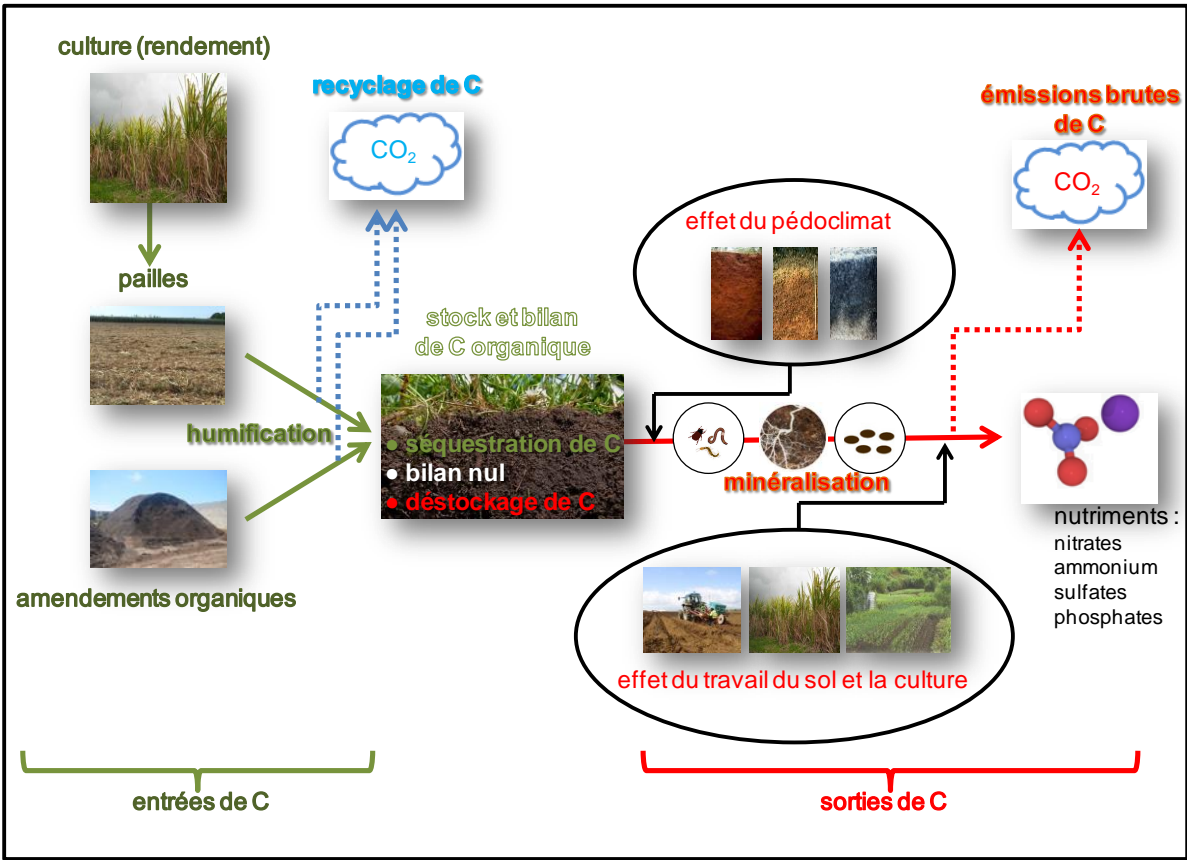 culture (rendement)
pailles
humification
amendements organiques
entrées de C
recyclage de C
CO₂
stock et bilan
de C organique
● séquestration de C
● bilan nul
● déstockage de C
effet du pédoclimat
minéralisation
effet du travail du sol et la culture
émissions brutes
de C
CO₂
nutriments :
nitrates
ammonium
sulfates
phosphates
sorties de C